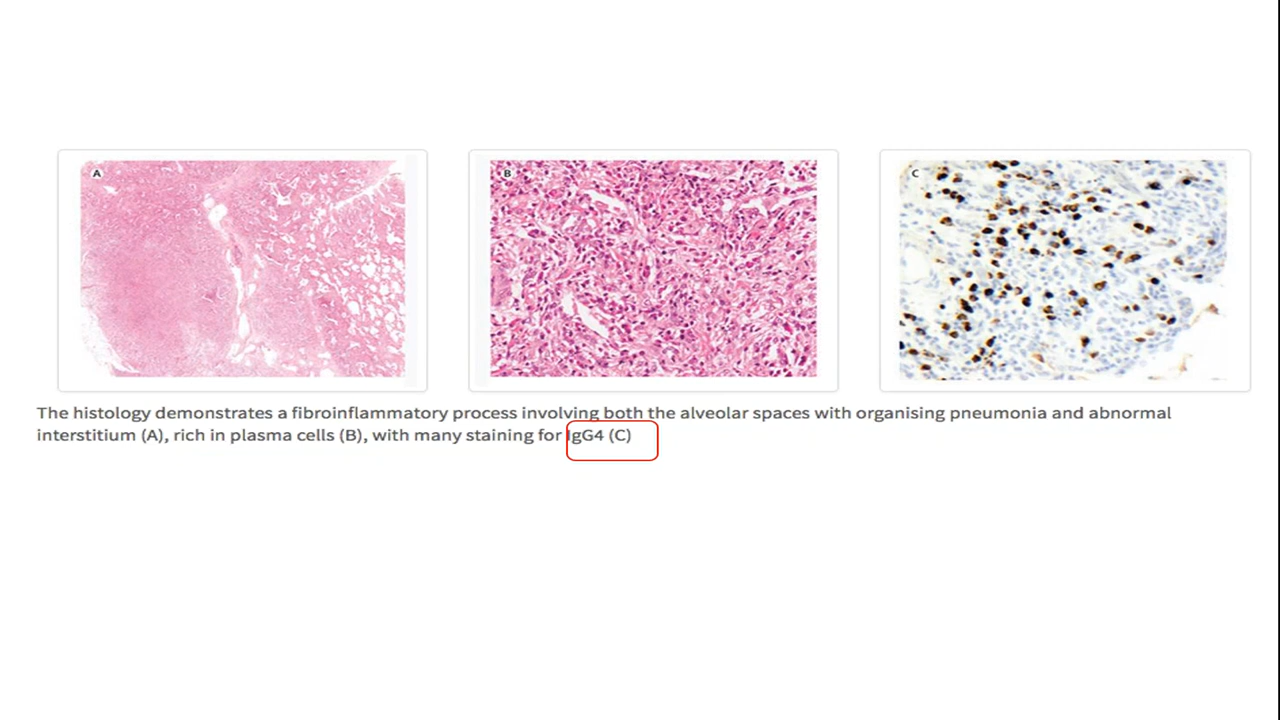 A
B
C
The histology demonstrates a fibroinflammatory process involving both the alveolar spaces with organising pneumonia and abnormal
interstitium (A), rich in plasma cells (B), with many staining for IgG4 (C)